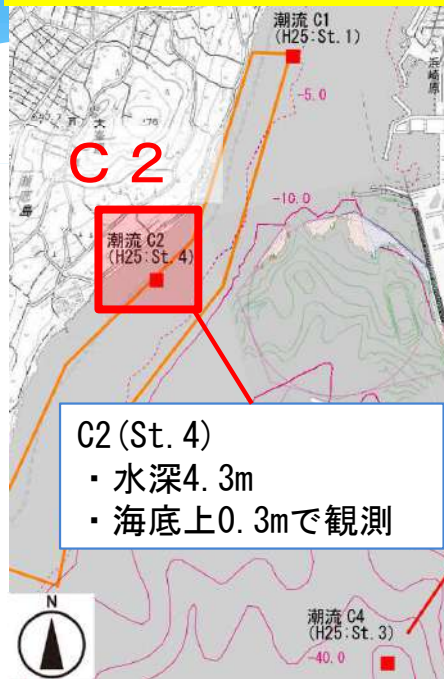 潮流 C1
(H25:St.1)
-5.0
浜崎原
C2
-10.0
潮流 C2
(H25:St.4)
C2(St.4)
・水深4.3m
・海底上0.3mで観測
N
潮流 C4
(H25:St.3)
-40.0